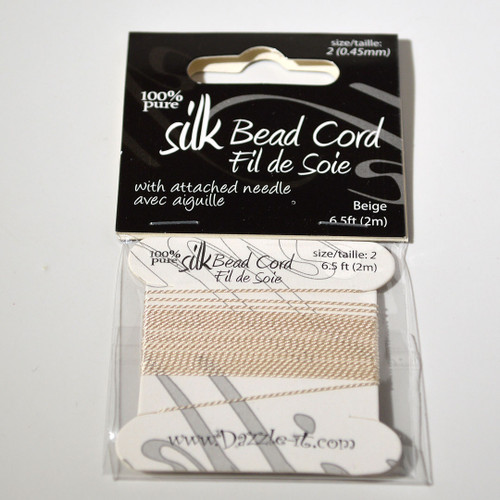 size/taille:
2 (0.45mm)
100%
pure
silk Bead Cord
Fil de Soie
with attached needle
avec aiguille
Beige
6.5ft (2m)
100%
pure
silk Bead Cord
Fil de Soie
size/taille: 2
6.5 ft (2m)
www.Dazzle-it.com